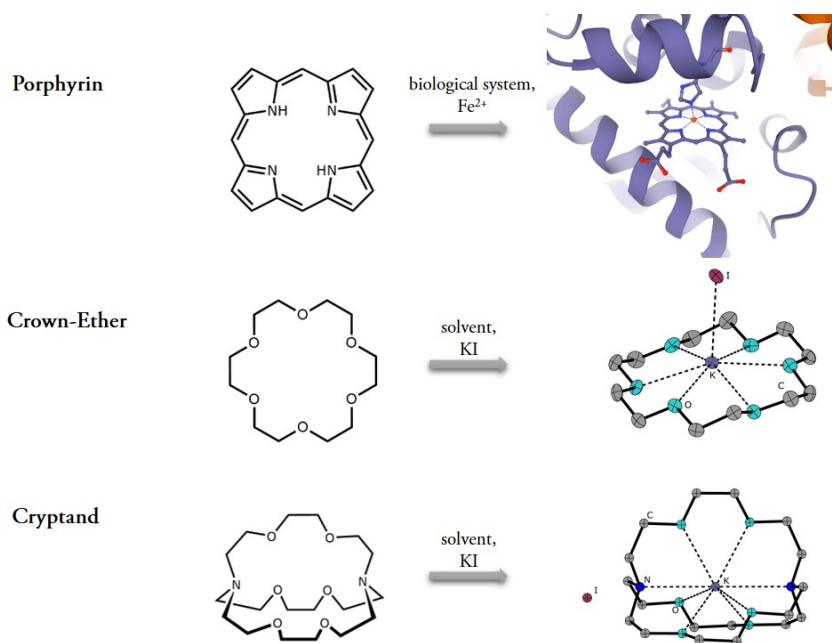 Porphyrin
NH
N
N
HN
biological system,
Fe²⁺
Crown-Ether
O
O
O
O
O
O
solvent,
KI
I
K
C
O
Cryptand
O
O
N
O
O
N
O
O
solvent,
KI
C
N
K
O
I